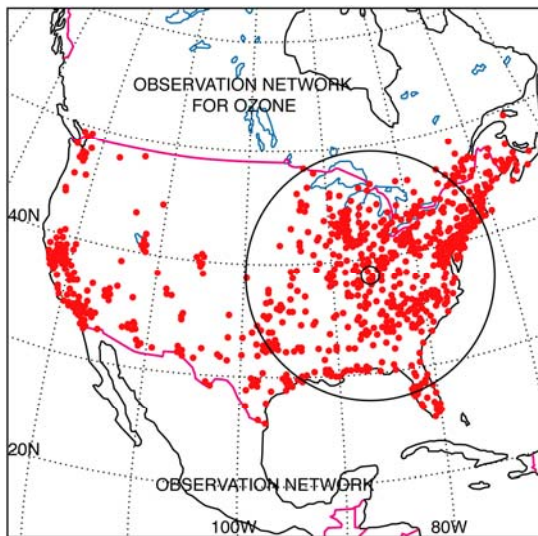 OBSERVATION NETWORK
FOR OZONE
40N
20N
OBSERVATION NETWORK
100W
80W